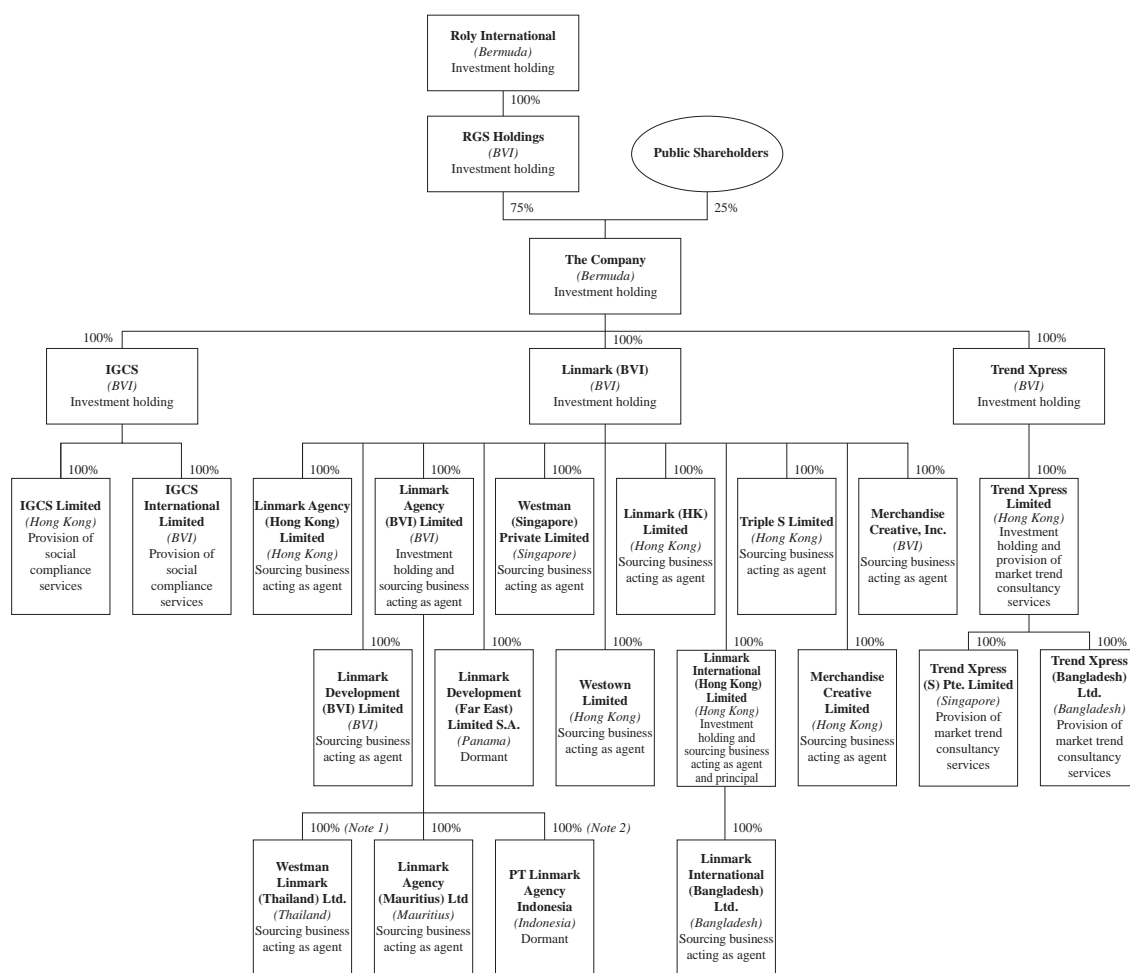 Roly International
(Bermuda)
Investment holding
100%
RGS Holdings
(BVI)
Investment holding
Public Shareholders
75%
25%
The Company
(Bermuda)
Investment holding
100%
100%
100%
IGCS
(BVI)
Investment holding
Linmark (BVI)
(BVI)
Investment holding
Trend Xpress
(BVI)
Investment holding
100%
IGCS Limited
(Hong Kong)
Provision of
social
compliance
services
100%
IGCS
International
Limited
(BVI)
Provision of
social
compliance
services
100%
Linmark Agency
(Hong Kong)
Limited
(Hong Kong)
Sourcing business
acting as agent
100%
Linmark
Agency
(BVI) Limited
(BVI)
Investment
holding and
sourcing business
acting as agent
100%
Westman
(Singapore)
Private Limited
(Singapore)
Sourcing business
acting as agent
100%
Linmark (HK)
Limited
(Hong Kong)
Sourcing business
acting as agent
100%
Triple S Limited
(Hong Kong)
Sourcing business
acting as agent
100%
Merchandise
Creative, Inc.
(BVI)
Sourcing business
acting as agent
100%
Trend Xpress
Limited
(Hong Kong)
Investment
holding and
provision of
market trend
consultancy
services
100%
Linmark
Development
(BVI) Limited
(BVI)
Sourcing business
acting as agent
100%
Linmark
Development
(Far East)
Limited S.A.
(Panama)
Dormant
100%
Westown
Limited
(Hong Kong)
Sourcing business
acting as agent
100%
Linmark
International
(Hong Kong)
Limited
(Hong Kong)
Investment
holding and
sourcing business
acting as agent
and principal
100%
Merchandise
Creative
Limited
(Hong Kong)
Sourcing business
acting as agent
100%
Trend Xpress
(S) Pte. Limited
(Singapore)
Provision of
market trend
consultancy
services
100%
Trend Xpress
(Bangladesh)
Ltd.
(Bangladesh)
Provision of
market trend
consultancy
services
100% (Note 1)
Westman
Linmark
(Thailand) Ltd.
(Thailand)
Sourcing business
acting as agent
100%
Linmark
Agency
(Mauritius) Ltd
(Mauritius)
Sourcing business
acting as agent
100% (Note 2)
PT Linmark
Agency
Indonesia
(Indonesia)
Dormant
100%
Linmark
International
(Bangladesh)
Ltd.
(Bangladesh)
Sourcing business
acting as agent